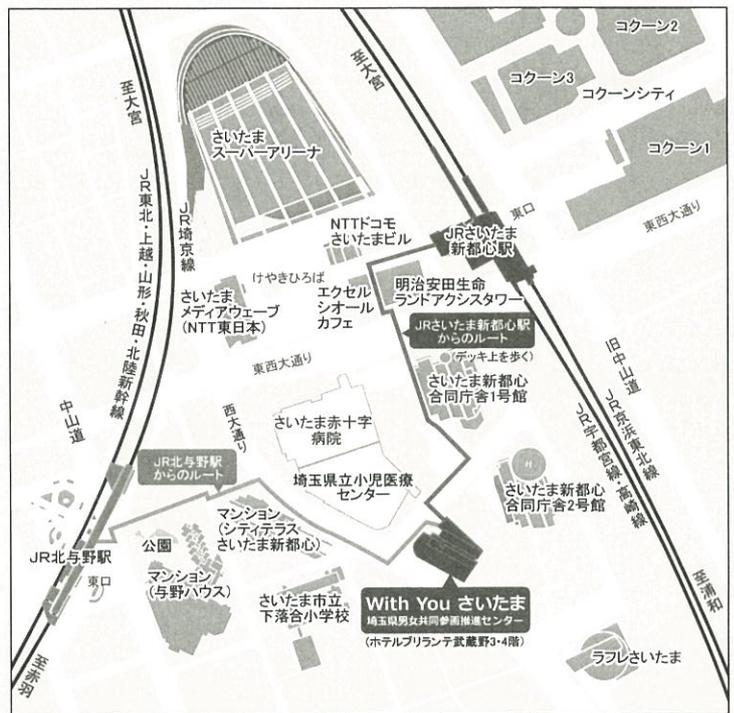 コクーン2
コクーン3
コクーンシティ
コクーン1
東西大通り
至大宮
至大宮
さいたま
スーパーアリーナ
JR東北・上越・山形・秋田・北陸新幹線
JR埼京線
NTTドコモ
さいたまビル
JRさいたま
新都心駅
東口
けやきひろば
さいたま
メディアウェーブ
(NTT東日本)
エクセル
シオール
カフェ
明治安田生命
ランドアクシスタワー
JRさいたま新都心駅
からのルート
(デッキ上を歩く)
東西大通り
さいたま新都心
合同庁舎1号館
旧中山道
JR京浜東北線
JR宇都宮線・高崎線
中山道
西大通り
さいたま赤十字
病院
JR北与野駅
からのルート
埼玉県立小児医療
センター
H
さいたま新都心
合同庁舎2号館
マンション
(シティテラス
さいたま新都心)
公園
JR北与野駅
東口
マンション
(与野ハウス)
さいたま市立
下落合小学校
With You さいたま
埼玉県男女共同参画推進センター
(ホテルブリランテ武蔵野3・4階)
至浦和
ラフレさいたま
至赤羽